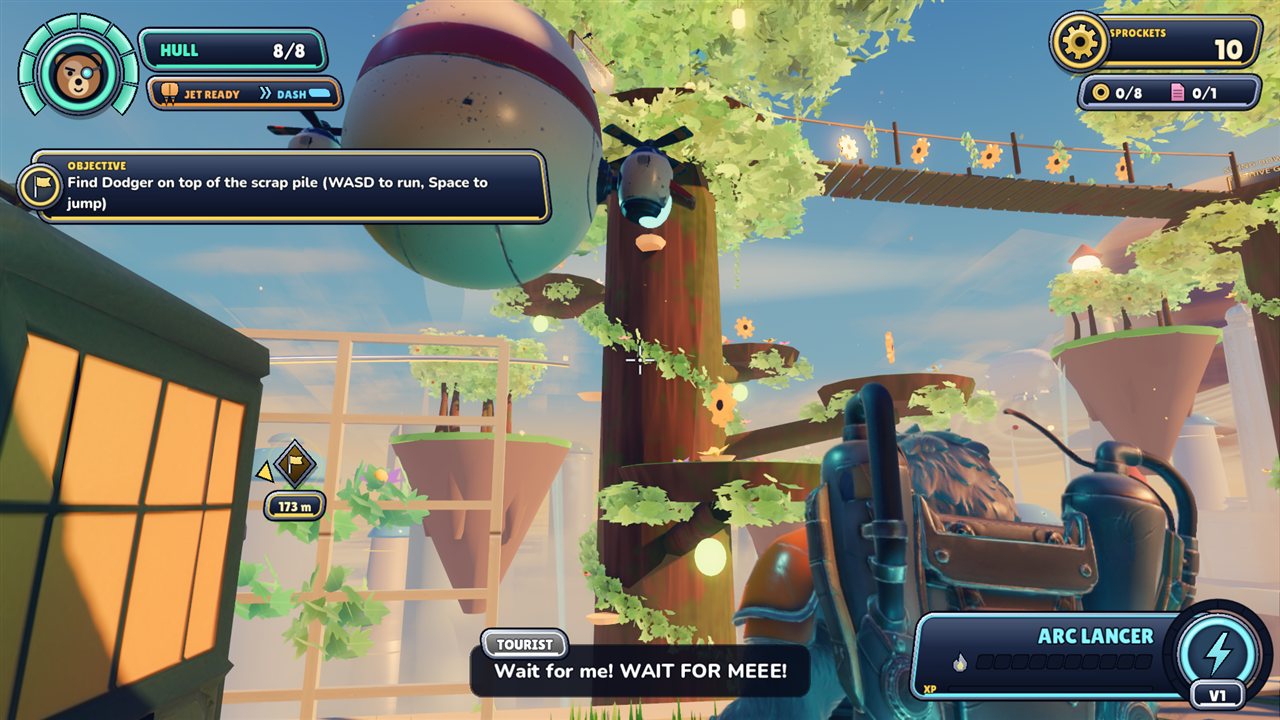 HULL 8/8
JET READY DASH
OBJECTIVE
Find Dodger on top of the scrap pile (WASD to run, Space to
jump)
SPROCKETS
10
0/8 0/1
173 m
TOURIST
Wait for me! WAIT FOR MEEE!
ARC LANCER
XP
V1